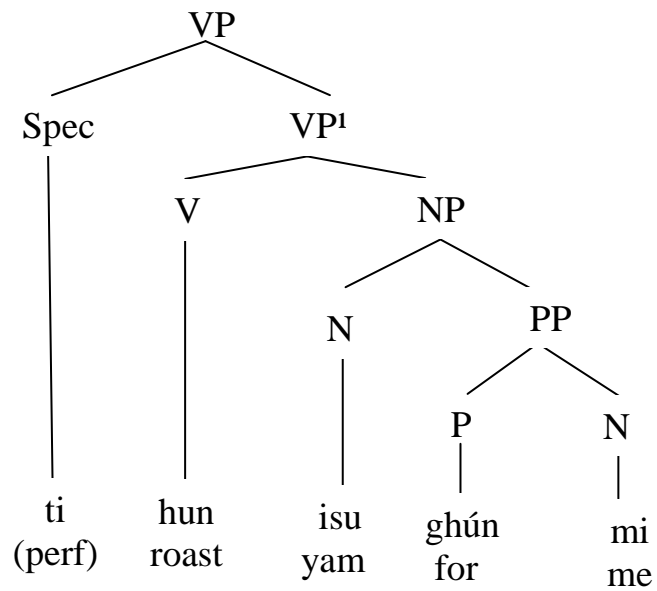 VP
Spec VP¹
V NP
N PP
P N
ti hun isu ghún mi
(perf) roast yam for me